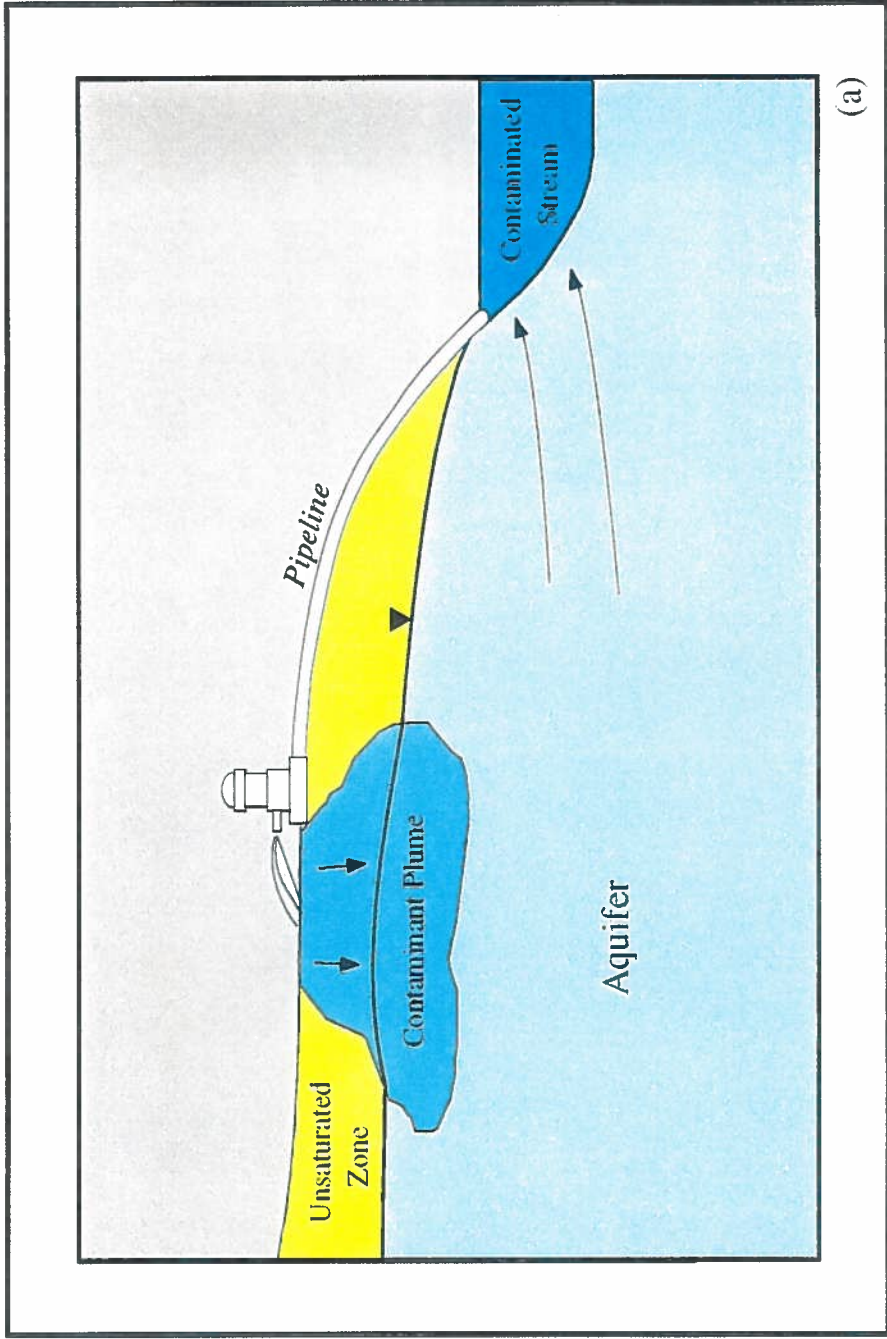 Pipeline
Unsaturated
Zone
Contaminant Plume
Contaminated
Stream
Aquifer
(a)